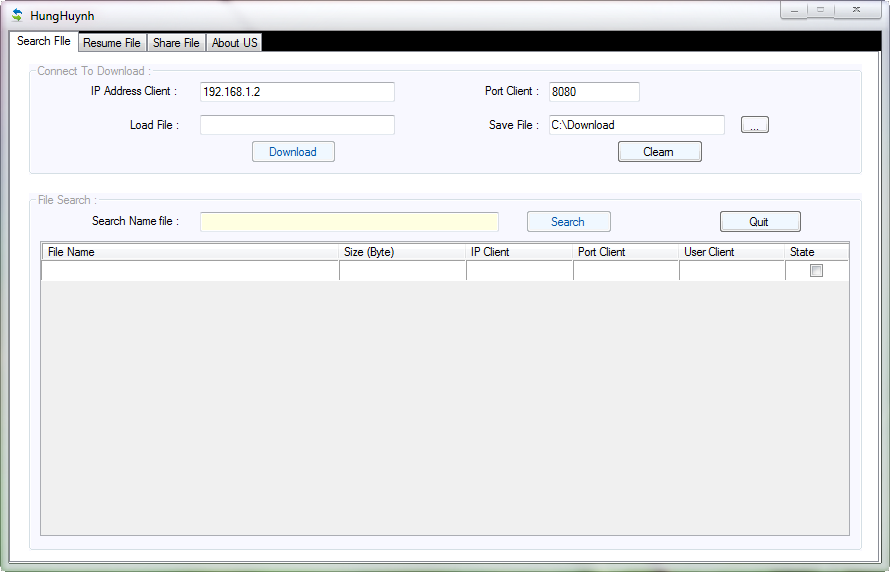 HungHuynh
Search FIle Resume File Share File About US
Connect To Download :
IP Address Client : 192.168.1.2 Port Client : 8080
Load File : Save File : C:\Download ...
Download Clearn
File Search :
Search Name file : Search Quit
File Name Size (Byte) IP Client Port Client User Client State